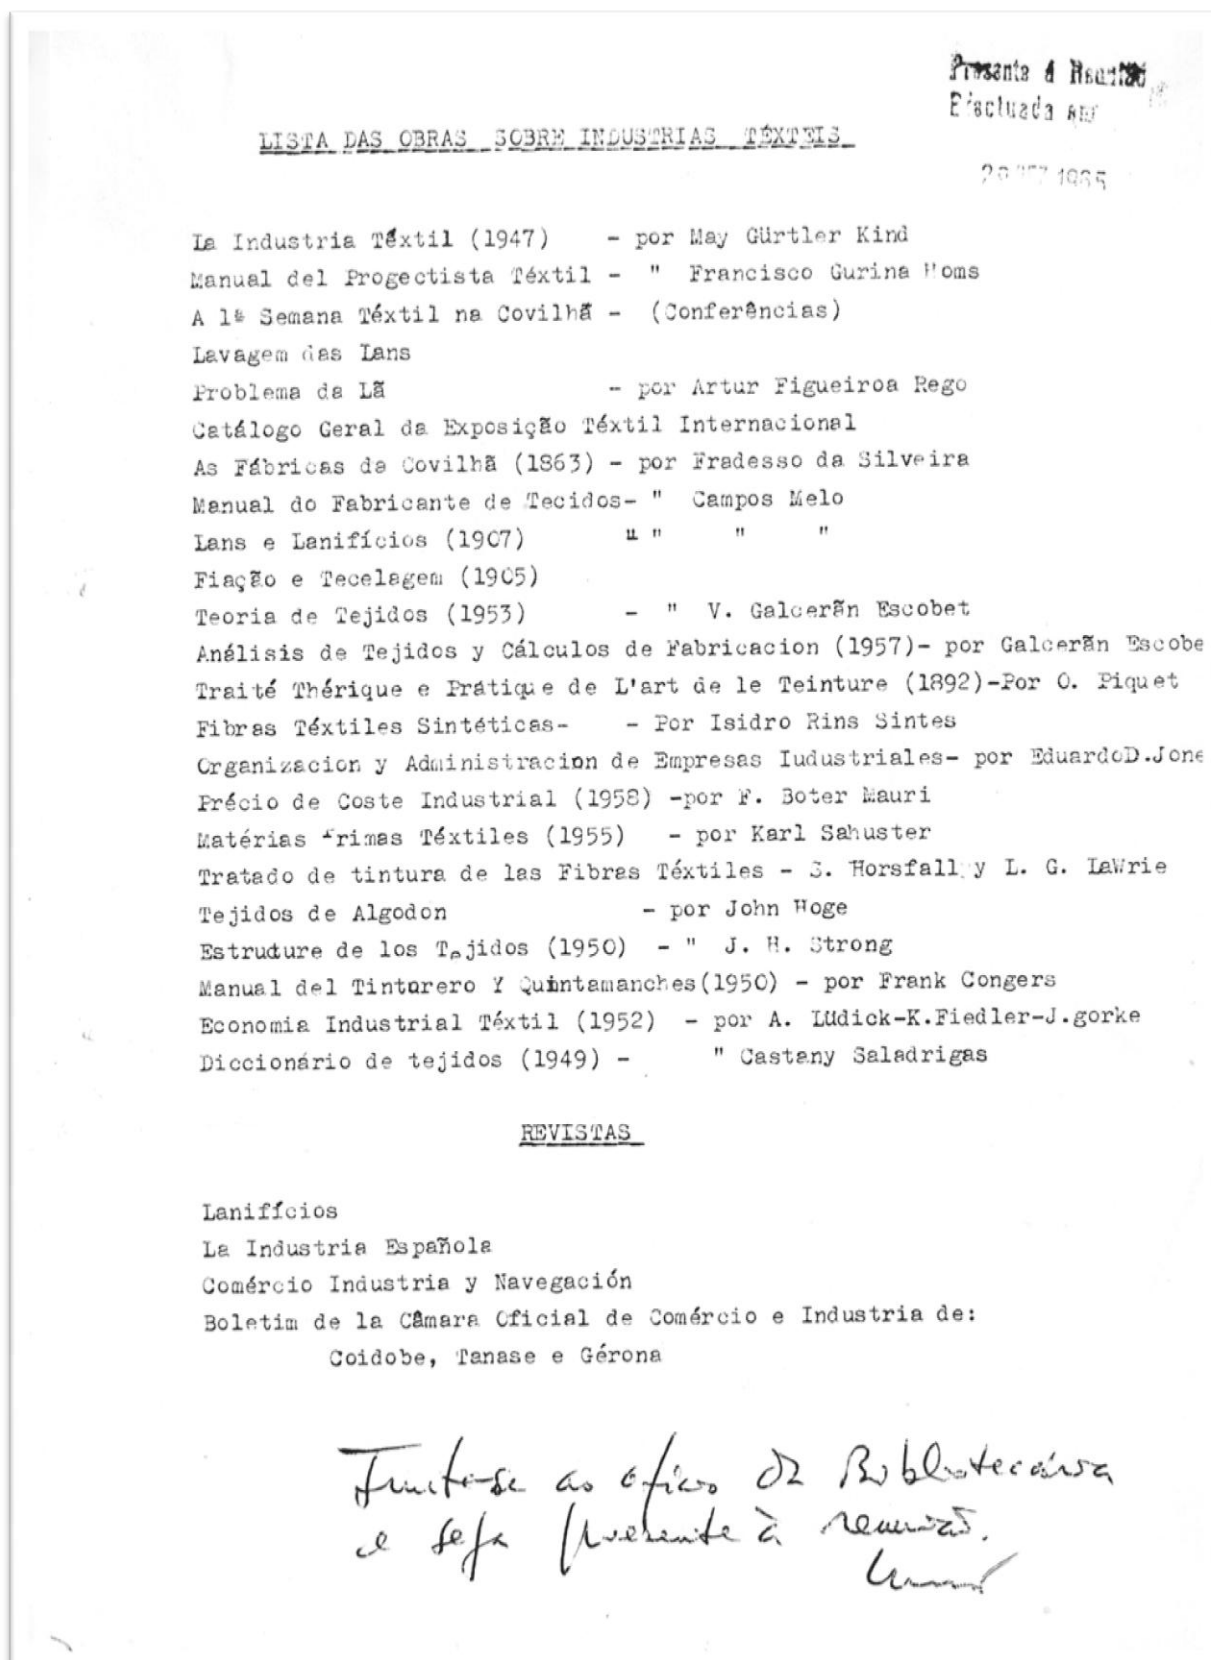 Presente á Reunião
Efectuada em
LISTA DAS OBRAS SOBRE INDUSTRIAS TÉXTEIS
1965
La Industria Téxtil (1947) - por May Gürtler Kind
Manual del Progectista Téxtil - " Francisco Gurina Homs
A 1ª Semana Téxtil na Covilhã - (Conferências)
Lavagem das Lans
Problema da Lã - por Artur Figueiroa Rego
Catálogo Geral da Exposição Téxtil Internacional
As Fábricas da Covilhã (1863) - por Fradesso da Silveira
Manual do Fabricante de Tecidos- " Campos Melo
Lans e Lanifícios (1907) " " " "
Fiação e Tecelagem (1905)
Teoria de Tejidos (1953) - " V. Galcerãn Escobet
Análisis de Tejidos y Cálculos de Fabricacion (1957)- por Galcerãn Escobe
Traité Thérique e Prátique de L'art de le Teinture (1892)-Por O. Piquet
Fibras Téxtiles Sintéticas- - Por Isidro Rins Sintes
Organizacion y Administracion de Empresas Iudustriales- por EduardoD.Jone
Précio de Coste Industrial (1958) -por F. Boter Mauri
Matérias Primas Téxtiles (1955) - por Karl Sahuster
Tratado de tintura de las Fibras Téxtiles - S. Horsfall y L. G. LaWrie
Tejidos de Algodon - por John Hoge
Estruture de los Tejidos (1950) - " J. H. Strong
Manual del Tintorero Y Quintamanches(1950) - por Frank Congers
Economia Industrial Téxtil (1952) - por A. LÜdick-K.Fiedler-J.gorke
Diccionário de tejidos (1949) - " Castany Saladrigas
REVISTAS
Lanifícios
La Industria Española
Comércio Industria y Navegación
Boletim de la Câmara Oficial de Comércio e Industria de:
Coidobe, Tanase e Gérona
Junte-se ao ofício da Bibliotecária
e seja presente à reunião.